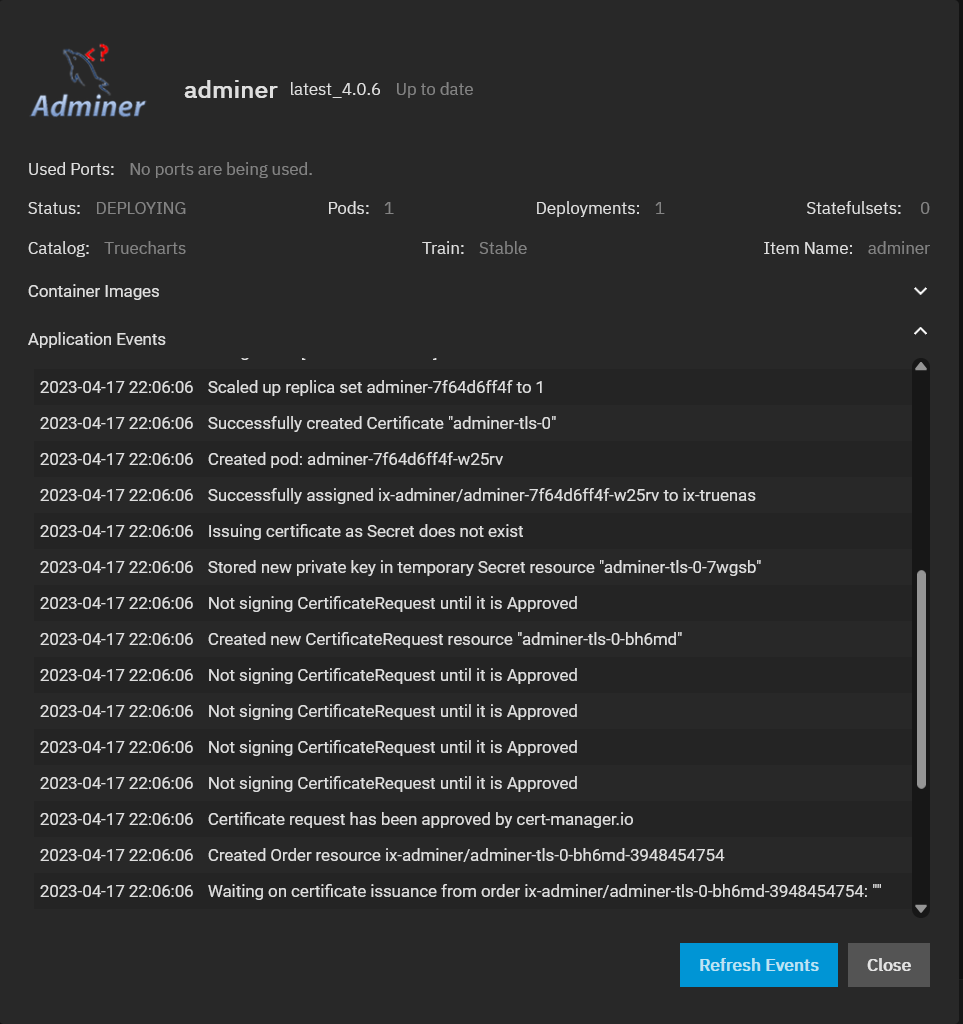 <?
Adminer
adminer latest_4.0.6 Up to date
Used Ports: No ports are being used.
Status: DEPLOYING Pods: 1 Deployments: 1 Statefulsets: 0
Catalog: Truecharts Train: Stable Item Name: adminer
Container Images
Application Events
2023-04-17 22:06:06 Scaled up replica set adminer-7f64d6ff4f to 1
2023-04-17 22:06:06 Successfully created Certificate "adminer-tls-0"
2023-04-17 22:06:06 Created pod: adminer-7f64d6ff4f-w25rv
2023-04-17 22:06:06 Successfully assigned ix-adminer/adminer-7f64d6ff4f-w25rv to ix-truenas
2023-04-17 22:06:06 Issuing certificate as Secret does not exist
2023-04-17 22:06:06 Stored new private key in temporary Secret resource "adminer-tls-0-7wgsb"
2023-04-17 22:06:06 Not signing CertificateRequest until it is Approved
2023-04-17 22:06:06 Created new CertificateRequest resource "adminer-tls-0-bh6md"
2023-04-17 22:06:06 Not signing CertificateRequest until it is Approved
2023-04-17 22:06:06 Not signing CertificateRequest until it is Approved
2023-04-17 22:06:06 Not signing CertificateRequest until it is Approved
2023-04-17 22:06:06 Not signing CertificateRequest until it is Approved
2023-04-17 22:06:06 Certificate request has been approved by cert-manager.io
2023-04-17 22:06:06 Created Order resource ix-adminer/adminer-tls-0-bh6md-3948454754
2023-04-17 22:06:06 Waiting on certificate issuance from order ix-adminer/adminer-tls-0-bh6md-3948454754: ""
Refresh Events Close